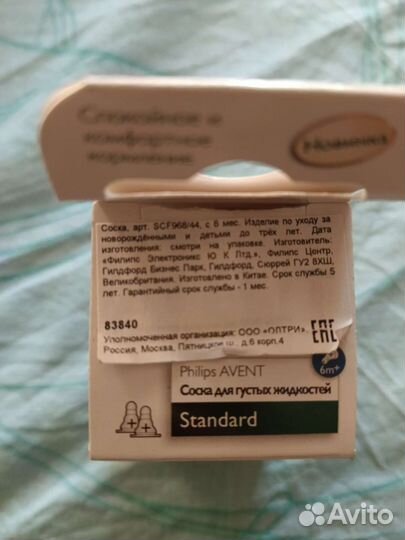 Спокойное и
комфортное
кормление
Новинка
Соска, арт. SCF968/44, с 6 мес. Изделие по уходу за
новорождёнными и детьми до трёх лет. Дата
изготовления: смотри на упаковке. Изготовитель:
«Филипс Электроникс Ю К Лтд.», Филипс Центр,
Гилдфорд Бизнес Парк, Гилдфорд, Сюррей ГУ2 8ХШ,
Великобритания. Изготовлено в Китае. Срок службы 5
лет. Гарантийный срок службы - 1 мес.
83840
Уполномоченная организация: ООО «ОПТРИ»,
Россия, Москва, д.6 корп.4
EAC
Philips AVENT
6m+
Соска для густых жидкостей
Standard
Avito